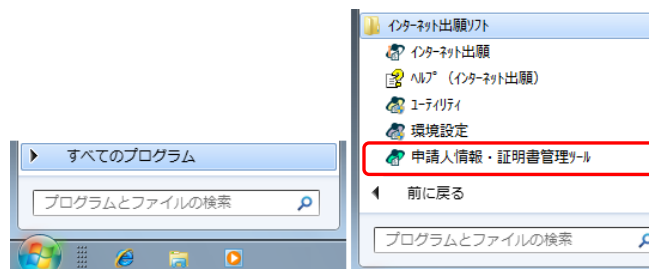 すべてのプログラム
プログラムとファイルの検索
インターネット出願ソフト
インターネット出願
ヘルプ (インターネット出願)
ユーティリティ
環境設定
申請人情報・証明書管理ツール
前に戻る
プログラムとファイルの検索